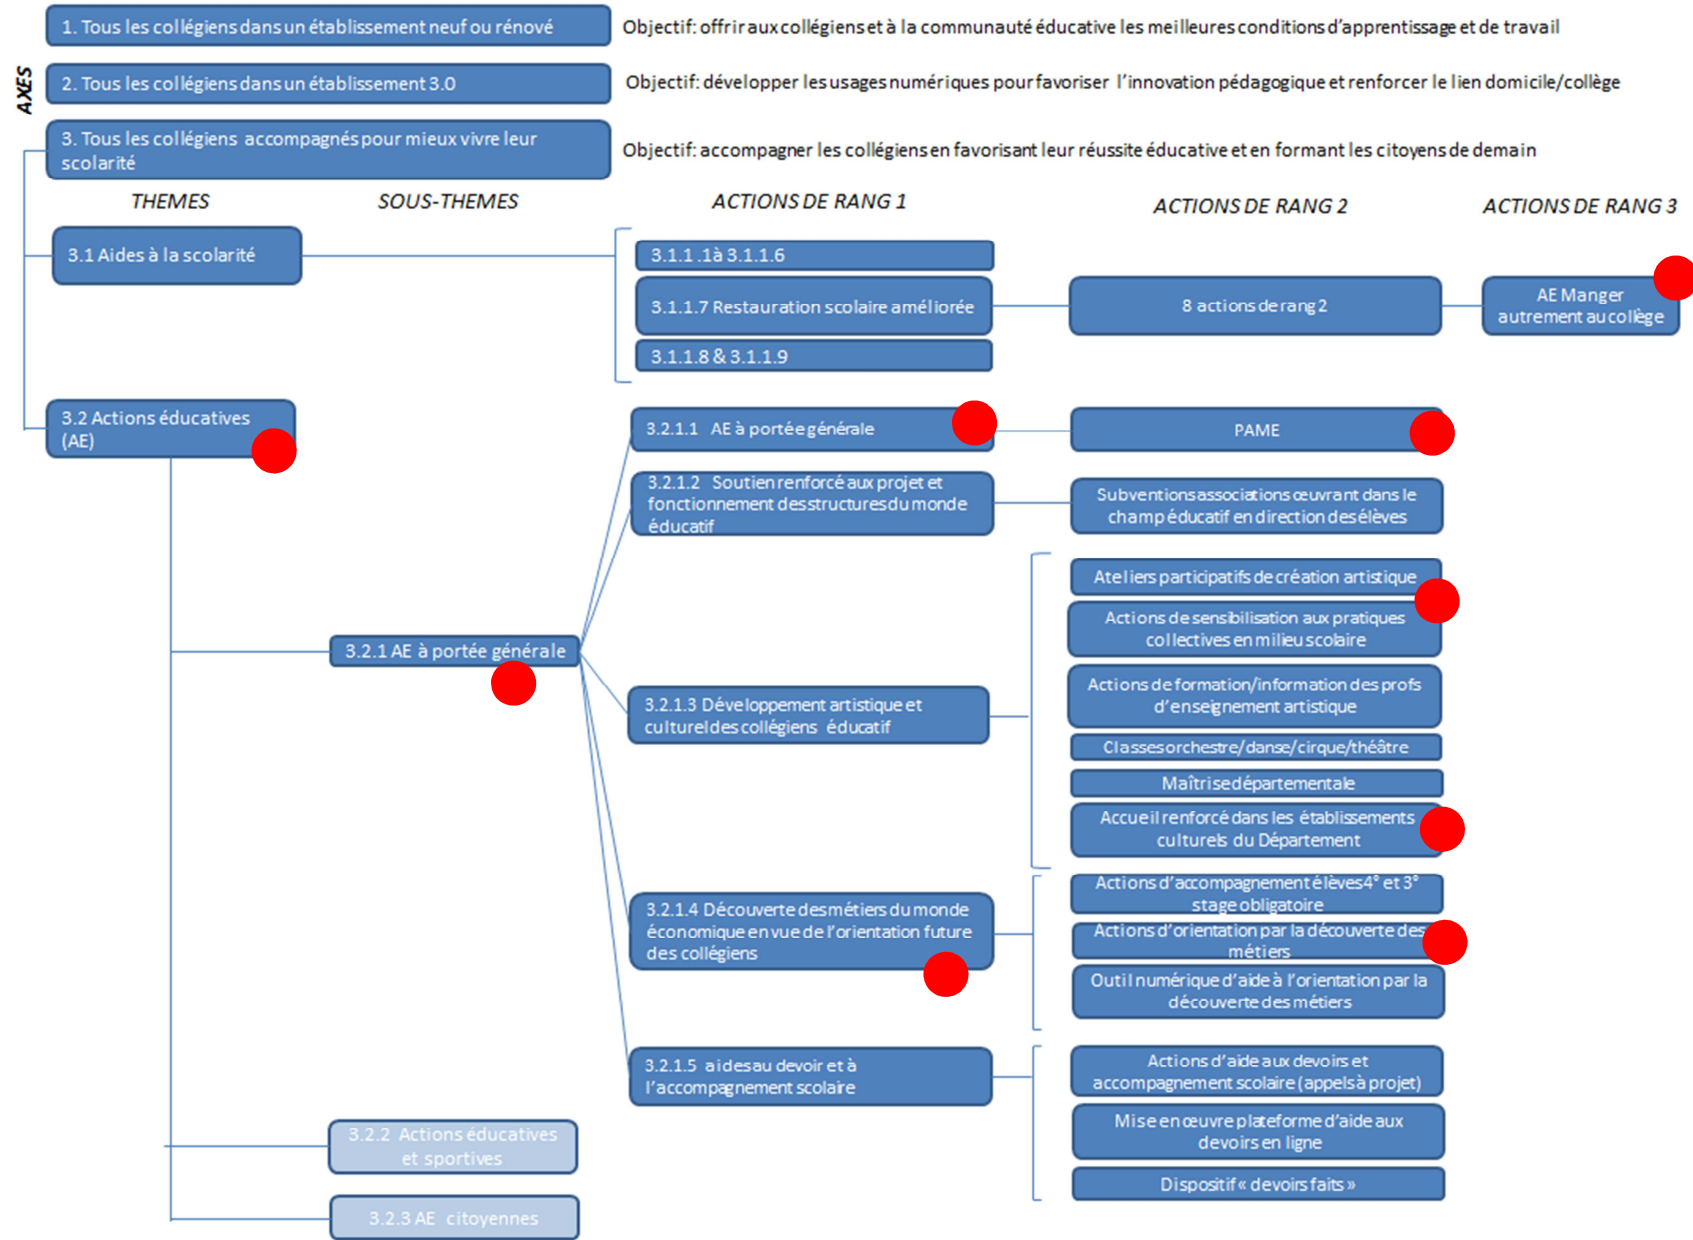 1. Tous les collégiens dans un établissement neuf ou rénové
Objectif: offrir aux collégiens et à la communauté éducative les meilleures conditions d'apprentissage et de travail
AXES
2. Tous les collégiens dans un établissement 3.0
Objectif: développer les usages numériques pour favoriser l'innovation pédagogique et renforcer le lien domicile/collège
3. Tous les collégiens accompagnés pour mieux vivre leur
scolarité
Objectif: accompagner les collégiens en favorisant leur réussite éducative et en formant les citoyens de demain
THEMES
SOUS-THEMES
ACTIONS DE RANG 1
ACTIONS DE RANG 2
ACTIONS DE RANG 3
3.1 Aides à la scolarité
3.1.1 .1à 3.1.1.6
3.1.1.7 Restauration scolaire améliorée
8 actions de rang 2
AE Manger
autrement au collège
3.1.1.8 & 3.1.1.9
3.2 Actions éducatives
(AE)
3.2.1.1 AE à portée générale
PAME
3.2.1.2 Soutien renforcé aux projet et
fonctionnement des structures du monde
éducatif
Subventions associations œuvrant dans le
champ éducatif en direction des élèves
3.2.1 AE à portée générale
3.2.1.3 Développement artistique et
culturel des collégiens éducatif
Ateliers participatifs de création artistique
Actions de sensibilisation aux pratiques
collectives en milieu scolaire
Actions de formation/information des profs
d'enseignement artistique
Classes orchestre/danse/cirque/théâtre
Maîtrise départementale
Accueil renforcé dans les établissements
culturels du Département
3.2.1.4 Découverte des métiers du monde
économique en vue de l'orientation future
des collégiens
Actions d'accompagnement élèves 4° et 3°
stage obligatoire
Actions d'orientation par la découverte des
métiers
Outil numérique d'aide à l'orientation par la
découverte des métiers
3.2.1.5 aides au devoir et à
l'accompagnement scolaire
Actions d'aide aux devoirs et
accompagnement scolaire (appels à projet)
Mise en œuvre plateforme d'aide aux
devoirs en ligne
Dispositif « devoirs faits »
3.2.2 Actions éducatives
et sportives
3.2.3 AE citoyennes